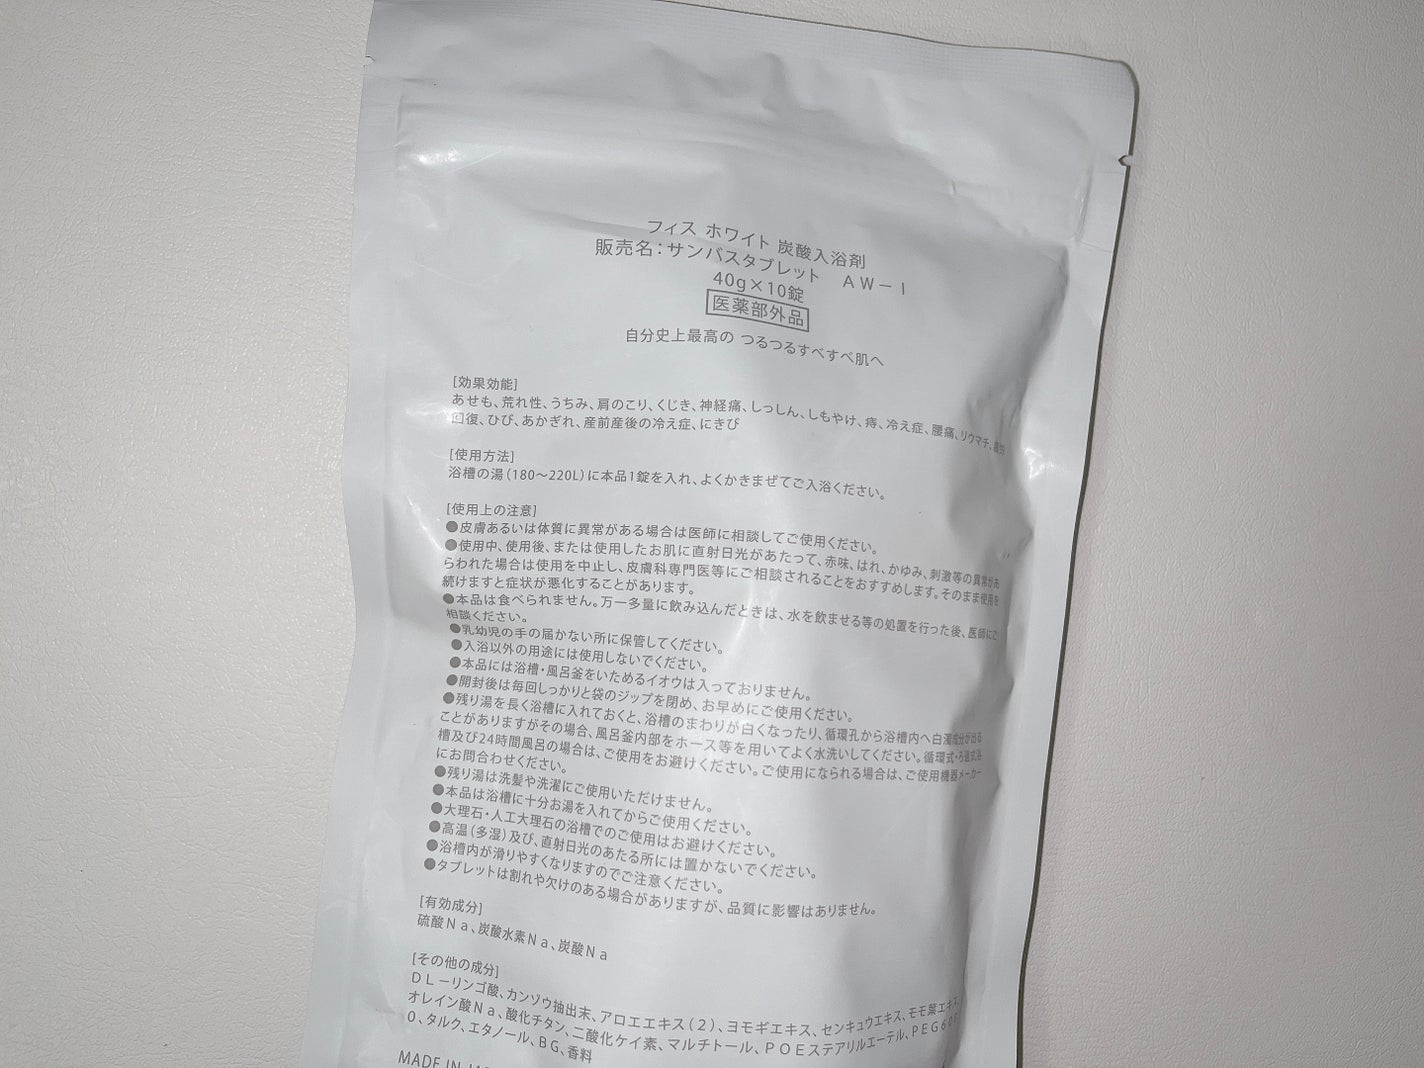 フィス ホワイト 炭酸入浴剤
販売名：サンバスタブレット　ＡＷ－Ｉ
40g×10錠
医薬部外品
自分史上最高の つるつるすべすべ肌へ
[効果効能]
あせも、荒れ性、うちみ、肩のこり、くじき、神経痛、しっしん、しもやけ、痔、冷え症、腰痛、リウマチ、疲労
回復、ひび、あかぎれ、産前産後の冷え症、にきび
[使用方法]
浴槽の湯（180～220L）に本品1錠を入れ、よくかきまぜてご入浴ください。
[使用上の注意]
●皮膚あるいは体質に異常がある場合は医師に相談してご使用ください。
●使用中、使用後、または使用したお肌に直射日光があたって、赤味、はれ、かゆみ、刺激等の異常があ
らわれた場合は使用を中止し、皮膚科専門医等にご相談されることをおすすめします。そのまま使用を
続けますと症状が悪化することがあります。
●本品は食べられません。万一多量に飲み込んだときは、水を飲ませる等の処置を行った後、医師にご
相談ください。
●乳幼児の手の届かない所に保管してください。
●入浴以外の用途には使用しないでください。
●本品には浴槽・風呂釜をいためるイオウは入っておりません。
●開封後は毎回しっかりと袋のジップを閉め、お早めにご使用ください。
●残り湯を長く浴槽に入れておくと、浴槽のまわりが白くなったり、循環孔から浴槽内へ白濁成分が出る
ことがありますがその場合、風呂釜内部をホース等を用いてよく水洗いしてください。循環式・ろ過式浴
槽及び24時間風呂の場合は、ご使用をお避けください。ご使用になられる場合は、ご使用機器メーカー
にお問合わせください。
●残り湯は洗髪や洗濯にご使用いただけません。
●本品は浴槽に十分お湯を入れてからご使用ください。
●大理石・人工大理石の浴槽でのご使用はお避けください。
●高温（多湿）及び、直射日光のあたる所には置かないでください。
●浴槽内が滑りやすくなりますのでご注意ください。
●タブレットは割れや欠けのある場合がありますが、品質に影響はありません。
[有効成分]
硫酸Ｎａ、炭酸水素Ｎａ、炭酸Ｎａ
[その他の成分]
ＤＬ－リンゴ酸、カンゾウ抽出末、アロエエキス（２）、ヨモギエキス、センキュウエキス、モモ葉エキス、
オレイン酸Ｎａ、酸化チタン、二酸化ケイ素、マルチトール、ＰＯＥステアリルエーテル、ＰＥＧ６００
０、タルク、エタノール、ＢＧ、香料
MADE IN